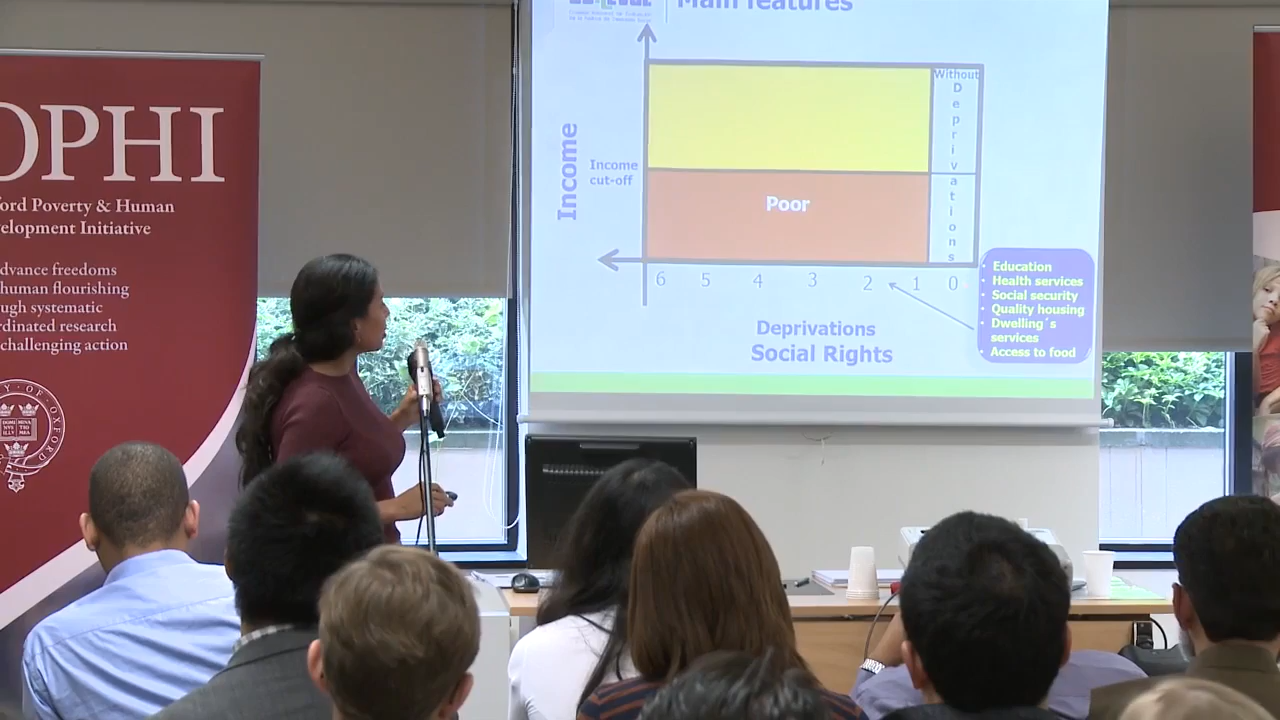 OPHI
ford Poverty & Human
elopment Initiative
dvance freedoms
human flourishing
ugh systematic
rdinated research
challenging action
Main features
Income
Income
cut-off
Poor
Without
Deprivations
6 5 4 3 2 1 0
Deprivations
Social Rights
• Education
• Health services
• Social security
• Quality housing
• Dwelling´s
services
• Access to food